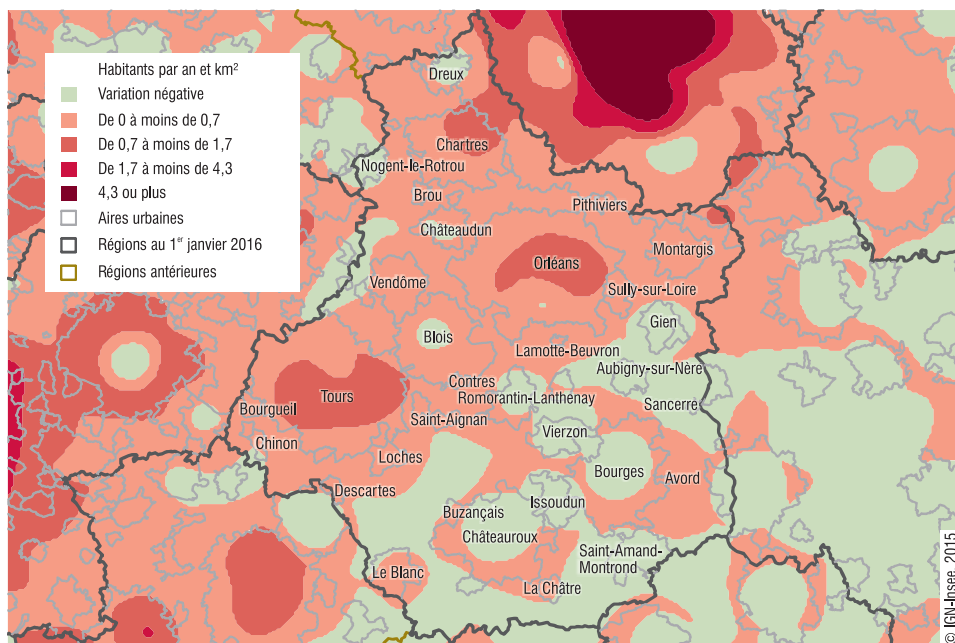 Habitants par an et km²
Variation négative
De 0 à moins de 0,7
De 0,7 à moins de 1,7
De 1,7 à moins de 4,3
4,3 ou plus
Aires urbaines
Régions au 1er janvier 2016
Régions antérieures
Dreux
Chartres
Nogent-le-Rotrou
Brou
Pithiviers
Châteaudun
Montargis
Orléans
Vendôme
Sully-sur-Loire
Gien
Blois
Lamotte-Beuvron
Aubigny-sur-Nère
Contres
Romorantin-Lanthenay
Tours
Sancerre
Bourgueil
Saint-Aignan
Vierzon
Chinon
Loches
Bourges
Avord
Descartes
Issoudun
Buzançais
Châteauroux
Saint-Amand-
Montrond
Le Blanc
La Châtre
© IGN-Insee, 2015